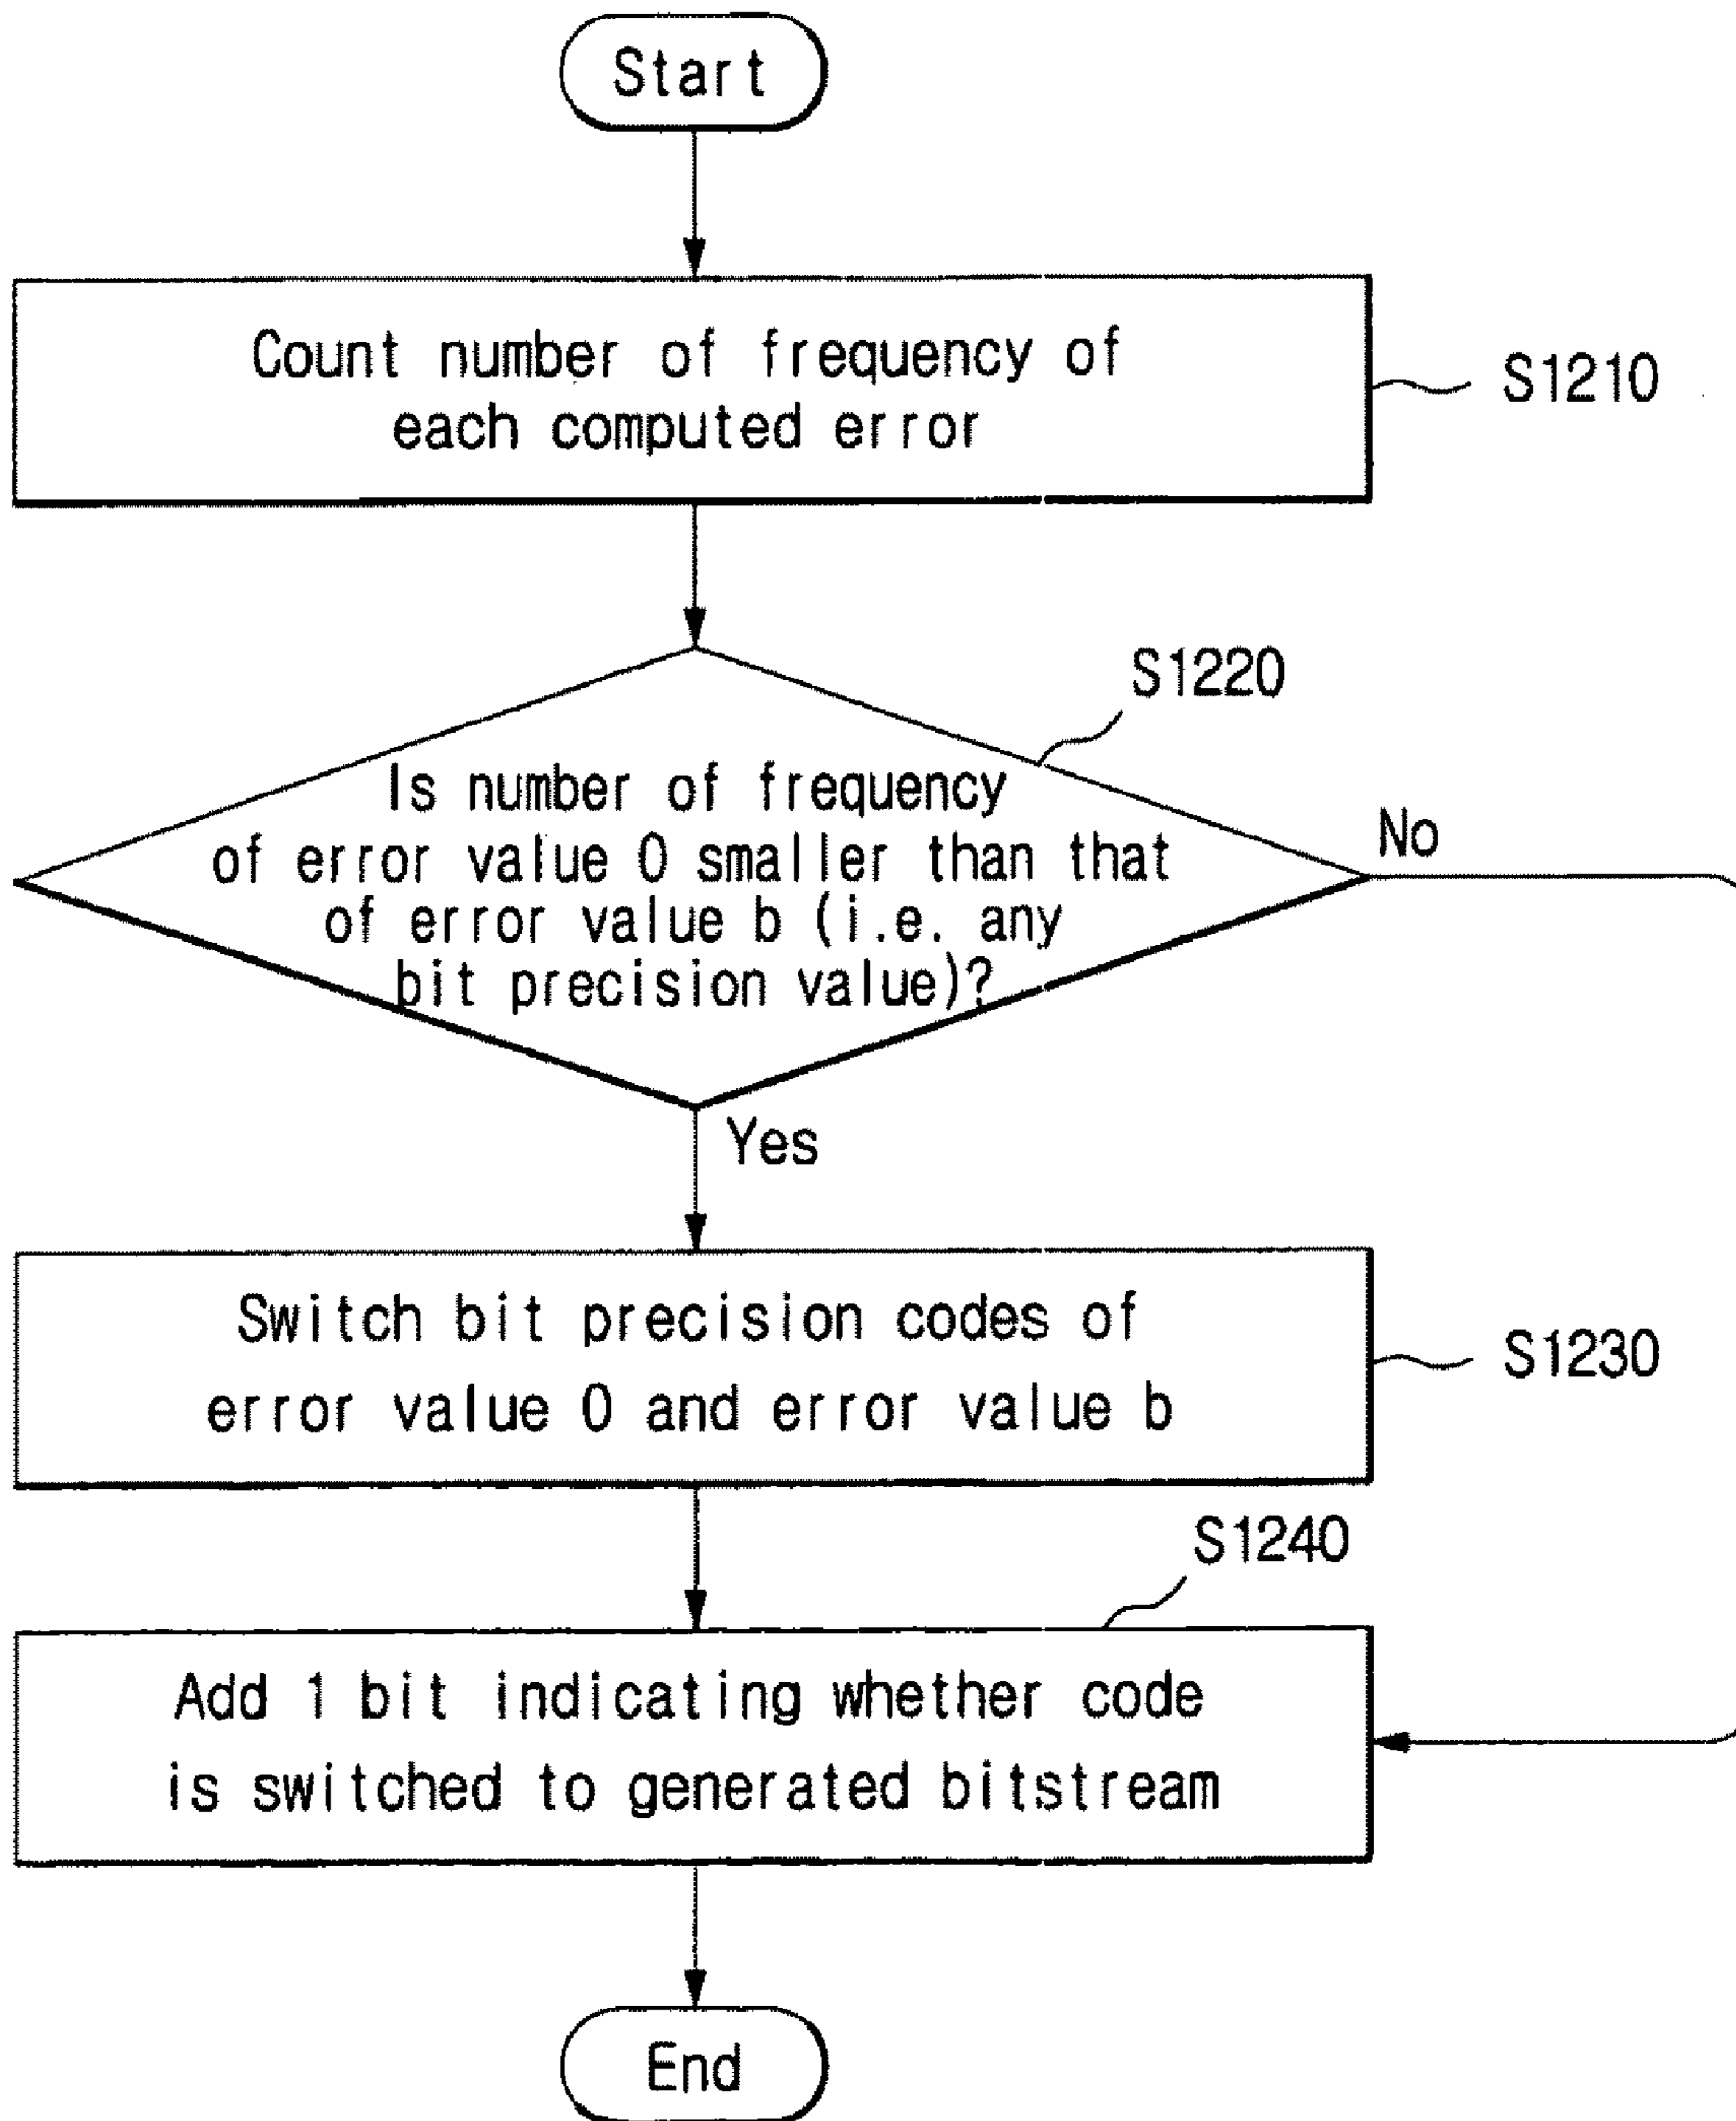 Start
Count number of frequency of
each computed error
S1210
S1220
Is number of frequency
of error value 0 smaller than that
of error value b (i.e. any
bit precision value)?
No
Yes
Switch bit precision codes of
error value 0 and error value b
S1230
S1240
Add 1 bit indicating whether code
is switched to generated bitstream
End